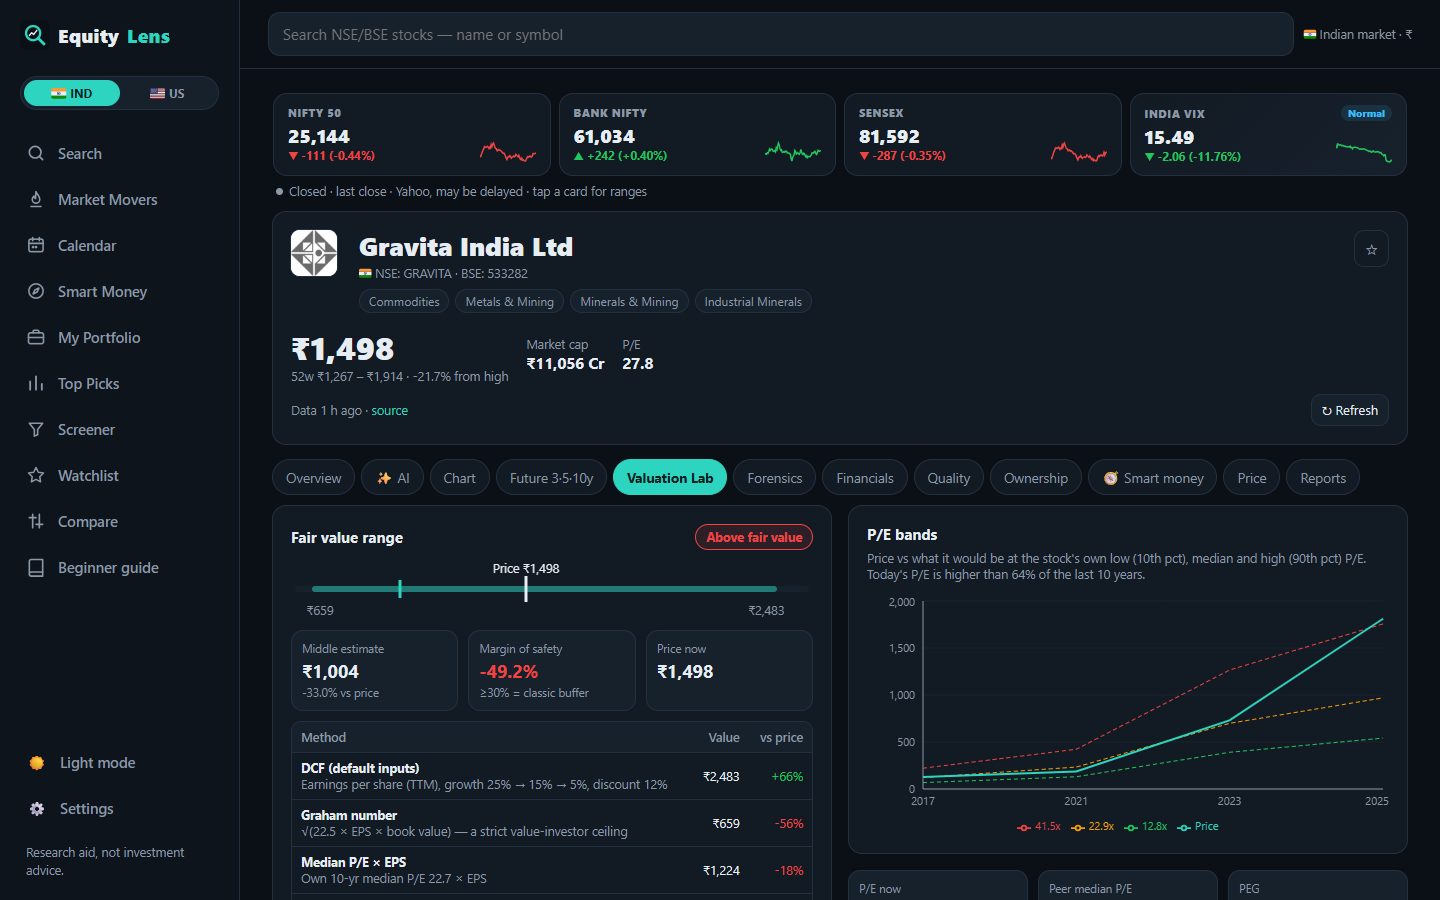 Equity Lens
IND
US
Search
Market Movers
Calendar
Smart Money
My Portfolio
Top Picks
Screener
Watchlist
Compare
Beginner guide
Light mode
Settings
Research aid, not investment
advice.
Search NSE/BSE stocks — name or symbol
Indian market · ₹
NIFTY 50
25,144
▼ -111 (-0.44%)
BANK NIFTY
61,034
▲ +242 (+0.40%)
SENSEX
81,592
▼ -287 (-0.35%)
INDIA VIX
Normal
15.49
▼ -2.06 (-11.76%)
Closed · last close · Yahoo, may be delayed · tap a card for ranges
Gravita India Ltd
NSE: GRAVITA · BSE: 533282
Commodities
Metals & Mining
Minerals & Mining
Industrial Minerals
₹1,498
52w ₹1,267 – ₹1,914 · -21.7% from high
Market cap
₹11,056 Cr
P/E
27.8
Data 1 h ago · source
↻ Refresh
Overview
AI
Chart
Future 3·5·10y
Valuation Lab
Forensics
Financials
Quality
Ownership
Smart money
Price
Reports
Fair value range
Above fair value
Price ₹1,498
₹659
₹2,483
Middle estimate
₹1,004
-33.0% vs price
Margin of safety
-49.2%
≥30% = classic buffer
Price now
₹1,498
Method Value vs price
DCF (default inputs)
Earnings per share (TTM), growth 25% → 15% → 5%, discount 12%
₹2,483 +66%
Graham number
√(22.5 × EPS × book value) — a strict value-investor ceiling
₹659 -56%
Median P/E × EPS
Own 10-yr median P/E 22.7 × EPS
₹1,224 -18%
P/E bands
Price vs what it would be at the stock's own low (10th pct), median and high (90th pct) P/E.
Today's P/E is higher than 64% of the last 10 years.
2,000
1,500
1,000
500
0
2017 2021 2023 2025
41.5x 22.9x 12.8x Price
P/E now
Peer median P/E
PEG